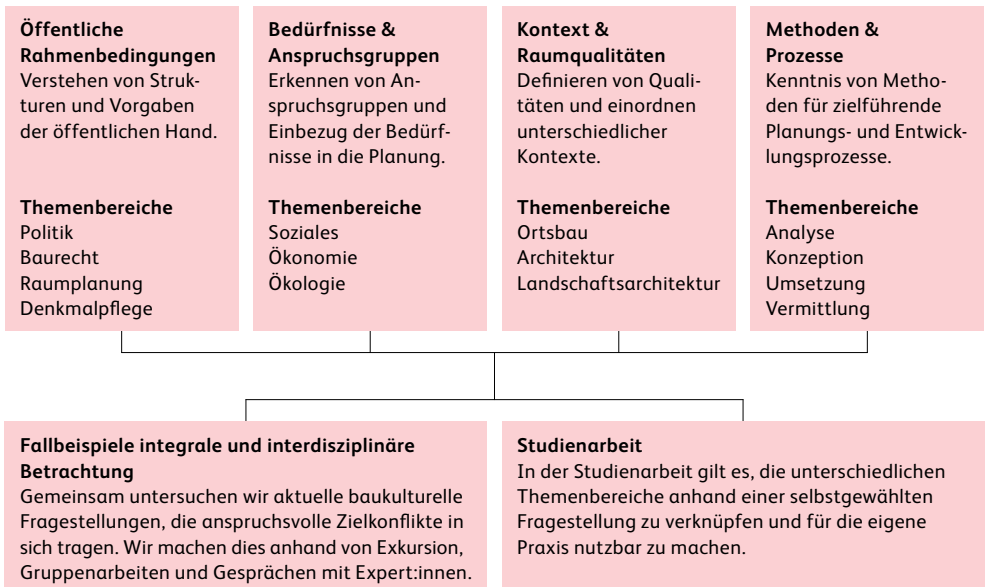 Öffentliche
Rahmenbedingungen
Verstehen von Struk-
turen und Vorgaben
der öffentlichen Hand.
Themenbereiche
Politik
Baurecht
Raumplanung
Denkmalpflege
Bedürfnisse &
Anspruchsgruppen
Erkennen von An-
spruchsgruppen und
Einbezug der Bedürf-
nisse in die Planung.
Themenbereiche
Soziales
Ökonomie
Ökologie
Kontext &
Raumqualitäten
Definieren von Quali-
täten und einordnen
unterschiedlicher
Kontexte.
Themenbereiche
Ortsbau
Architektur
Landschaftsarchitektur
Methoden &
Prozesse
Kenntnis von Metho-
den für zielführende
Planungs- und Entwick-
lungsprozesse.
Themenbereiche
Analyse
Konzeption
Umsetzung
Vermittlung
Fallbeispiele integrale und interdisziplinäre
Betrachtung
Gemeinsam untersuchen wir aktuelle baukulturelle
Fragestellungen, die anspruchsvolle Zielkonflikte in
sich tragen. Wir machen dies anhand von Exkursion,
Gruppenarbeiten und Gesprächen mit Expert:innen.
Studienarbeit
In der Studienarbeit gilt es, die unterschiedlichen
Themenbereiche anhand einer selbstgewählten
Fragestellung zu verknüpfen und für die eigene
Praxis nutzbar zu machen.